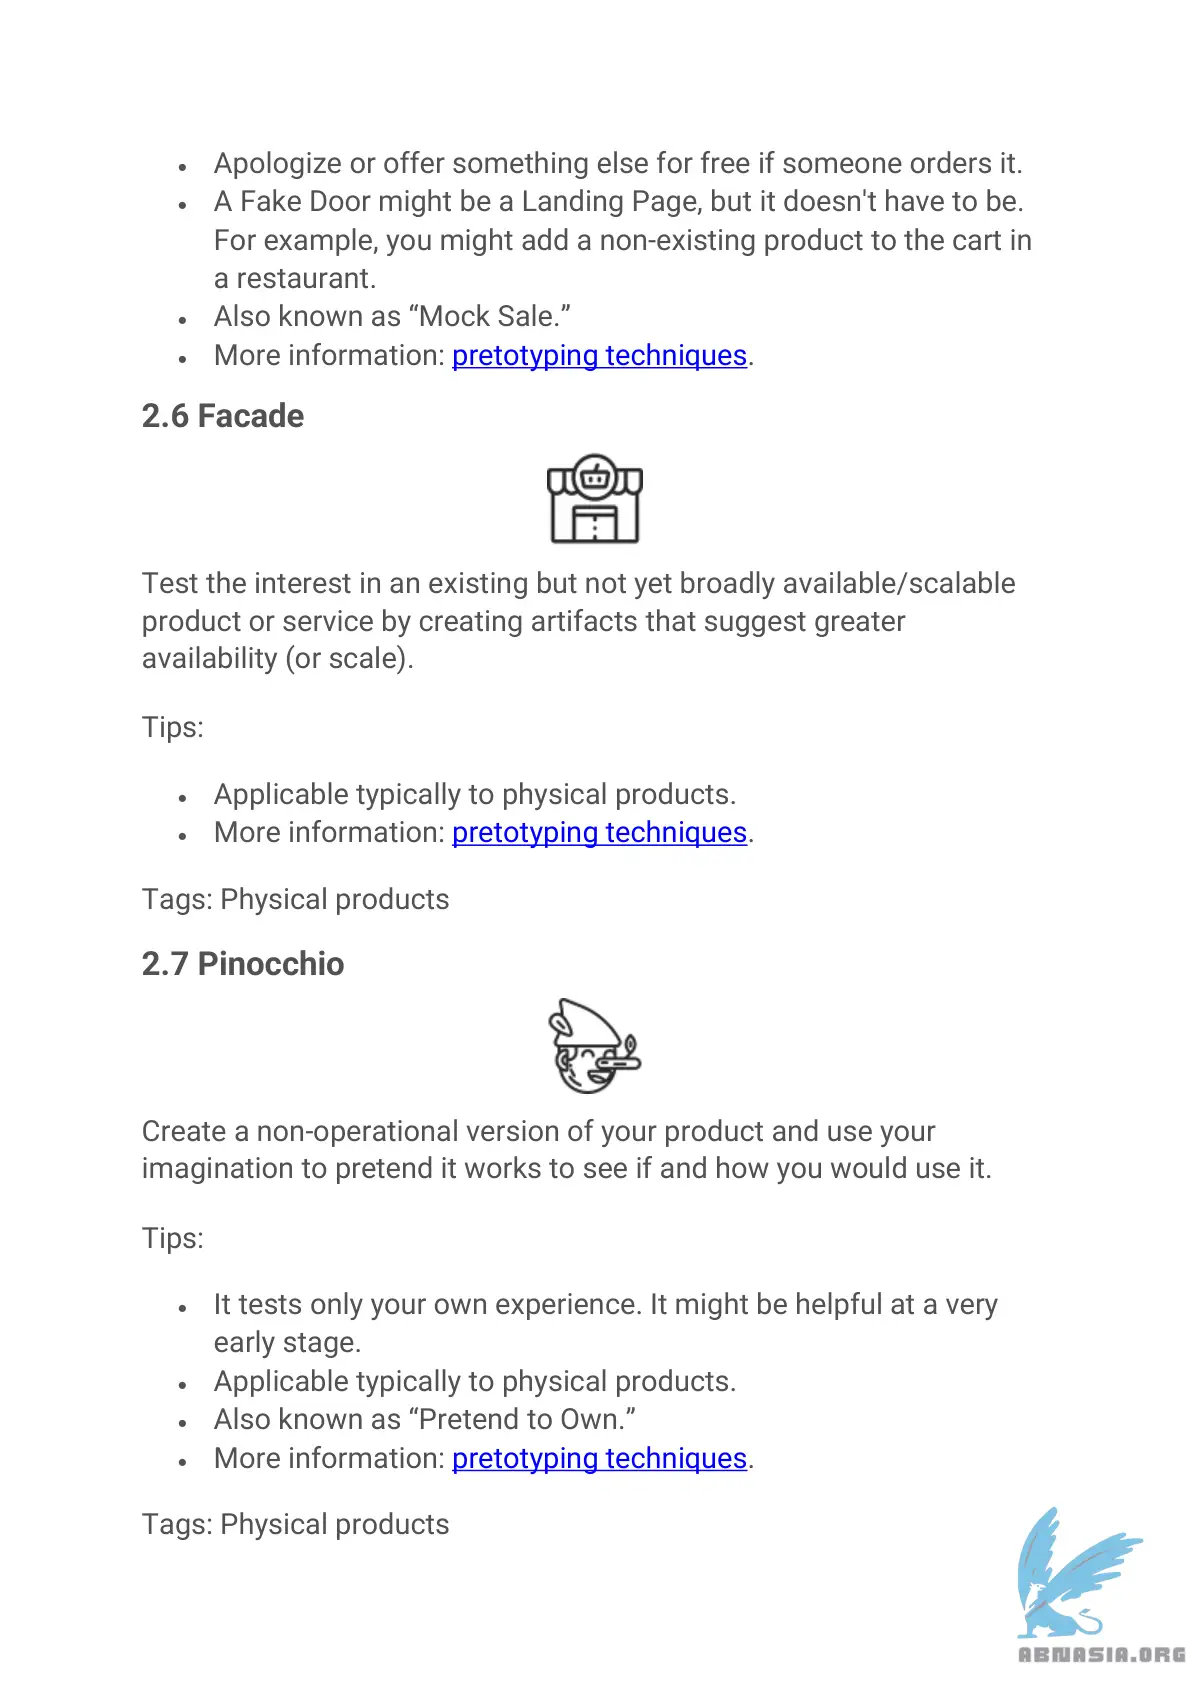 • Apologize or offer something else for free if someone orders it.
• A Fake Door might be a Landing Page, but it doesn't have to be.
For example, you might add a non-existing product to the cart in
a restaurant.
• Also known as “Mock Sale.”
• More information: pretotyping techniques.
2.6 Facade
Test the interest in an existing but not yet broadly available/scalable
product or service by creating artifacts that suggest greater
availability (or scale).
Tips:
• Applicable typically to physical products.
• More information: pretotyping techniques.
Tags: Physical products
2.7 Pinocchio
Create a non-operational version of your product and use your
imagination to pretend it works to see if and how you would use it.
Tips:
• It tests only your own experience. It might be helpful at a very
early stage.
• Applicable typically to physical products.
• Also known as “Pretend to Own.”
• More information: pretotyping techniques.
Tags: Physical products
ABNASIA.ORG